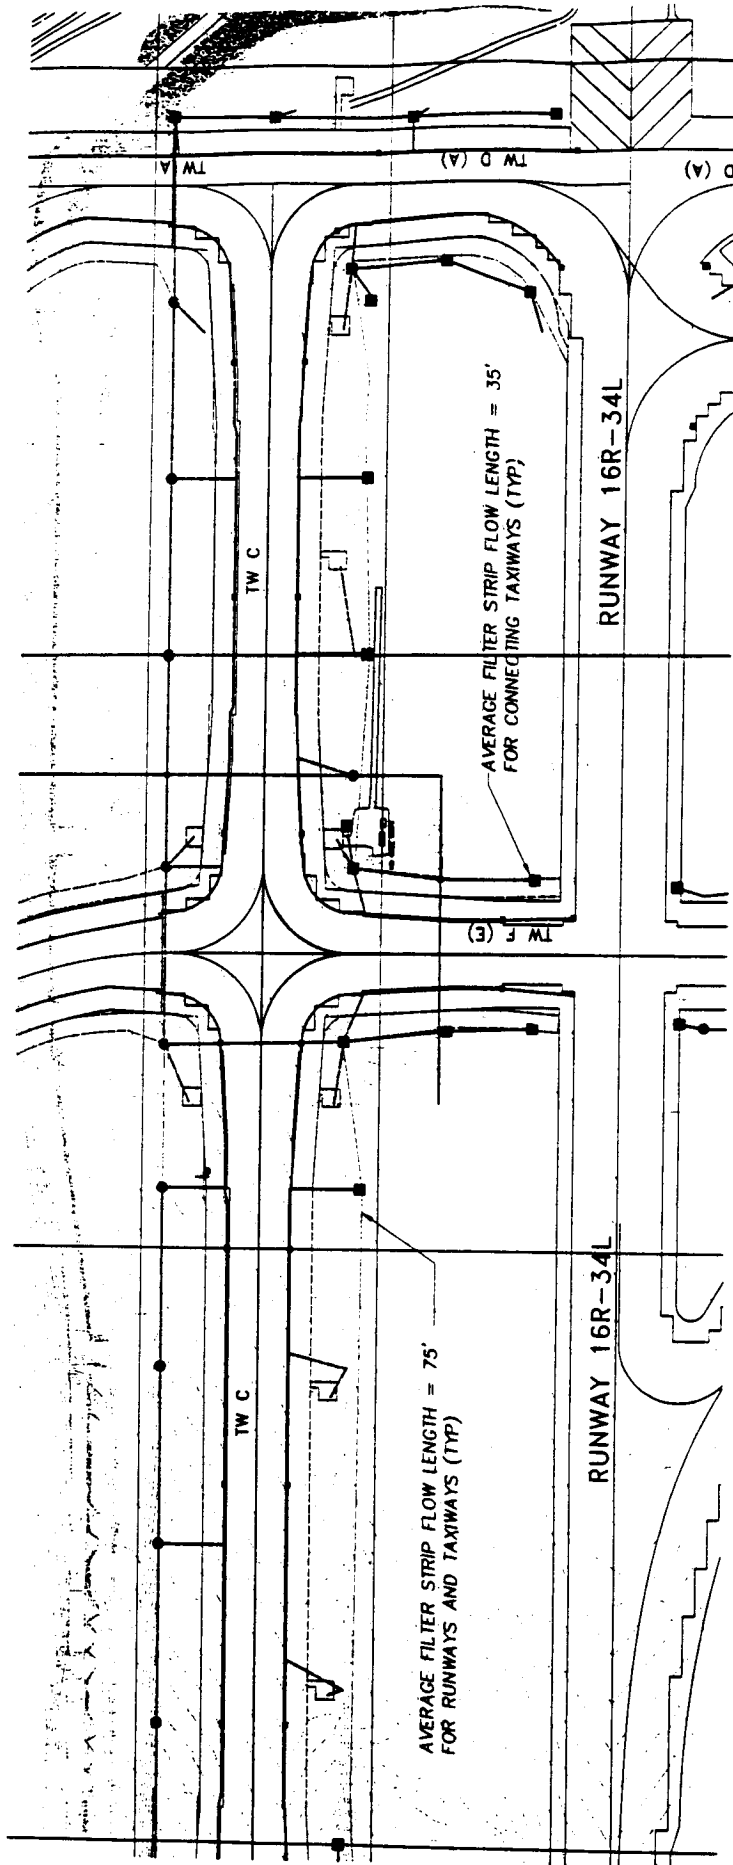 TW A
TW D (A)
D (A)
RUNWAY 16R-34L
AVERAGE FILTER STRIP FLOW LENGTH = 35'
FOR CONNECTING TAXIWAYS (TYP)
TW C
TW F (E)
RUNWAY 16R-34L
AVERAGE FILTER STRIP FLOW LENGTH = 75'
FOR RUNWAYS AND TAXIWAYS (TYP)
TW C